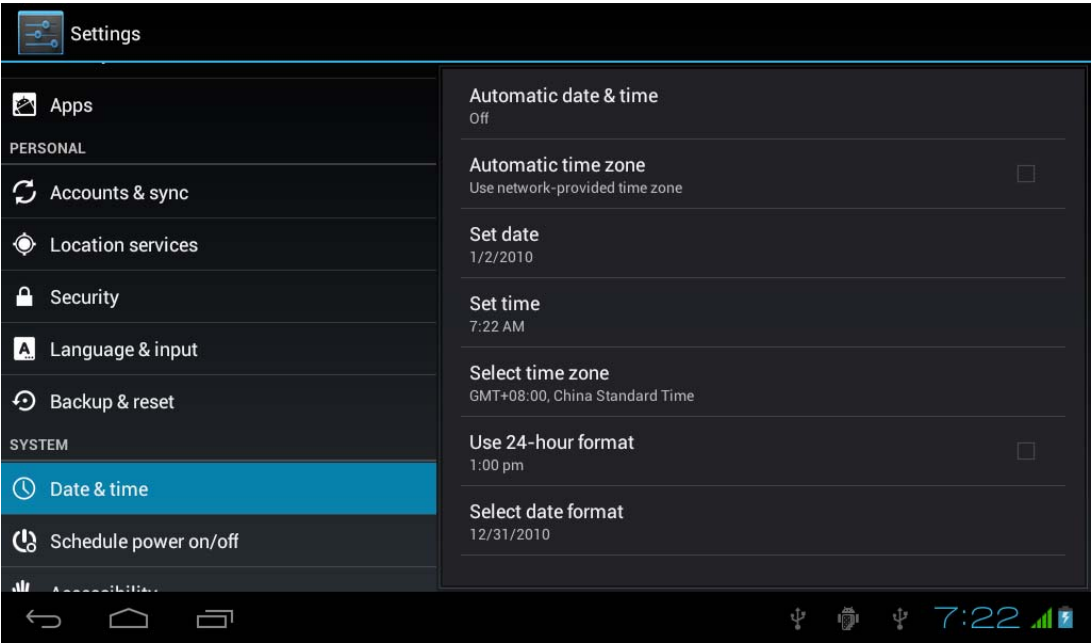 Settings
Apps
PERSONAL
Accounts & sync
Location services
Security
Language & input
Backup & reset
SYSTEM
Date & time
Schedule power on/off
Accessibility
Automatic date & time
Off
Automatic time zone
Use network-provided time zone
Set date
1/2/2010
Set time
7:22 AM
Select time zone
GMT+08:00, China Standard Time
Use 24-hour format
1:00 pm
Select date format
12/31/2010
7:22